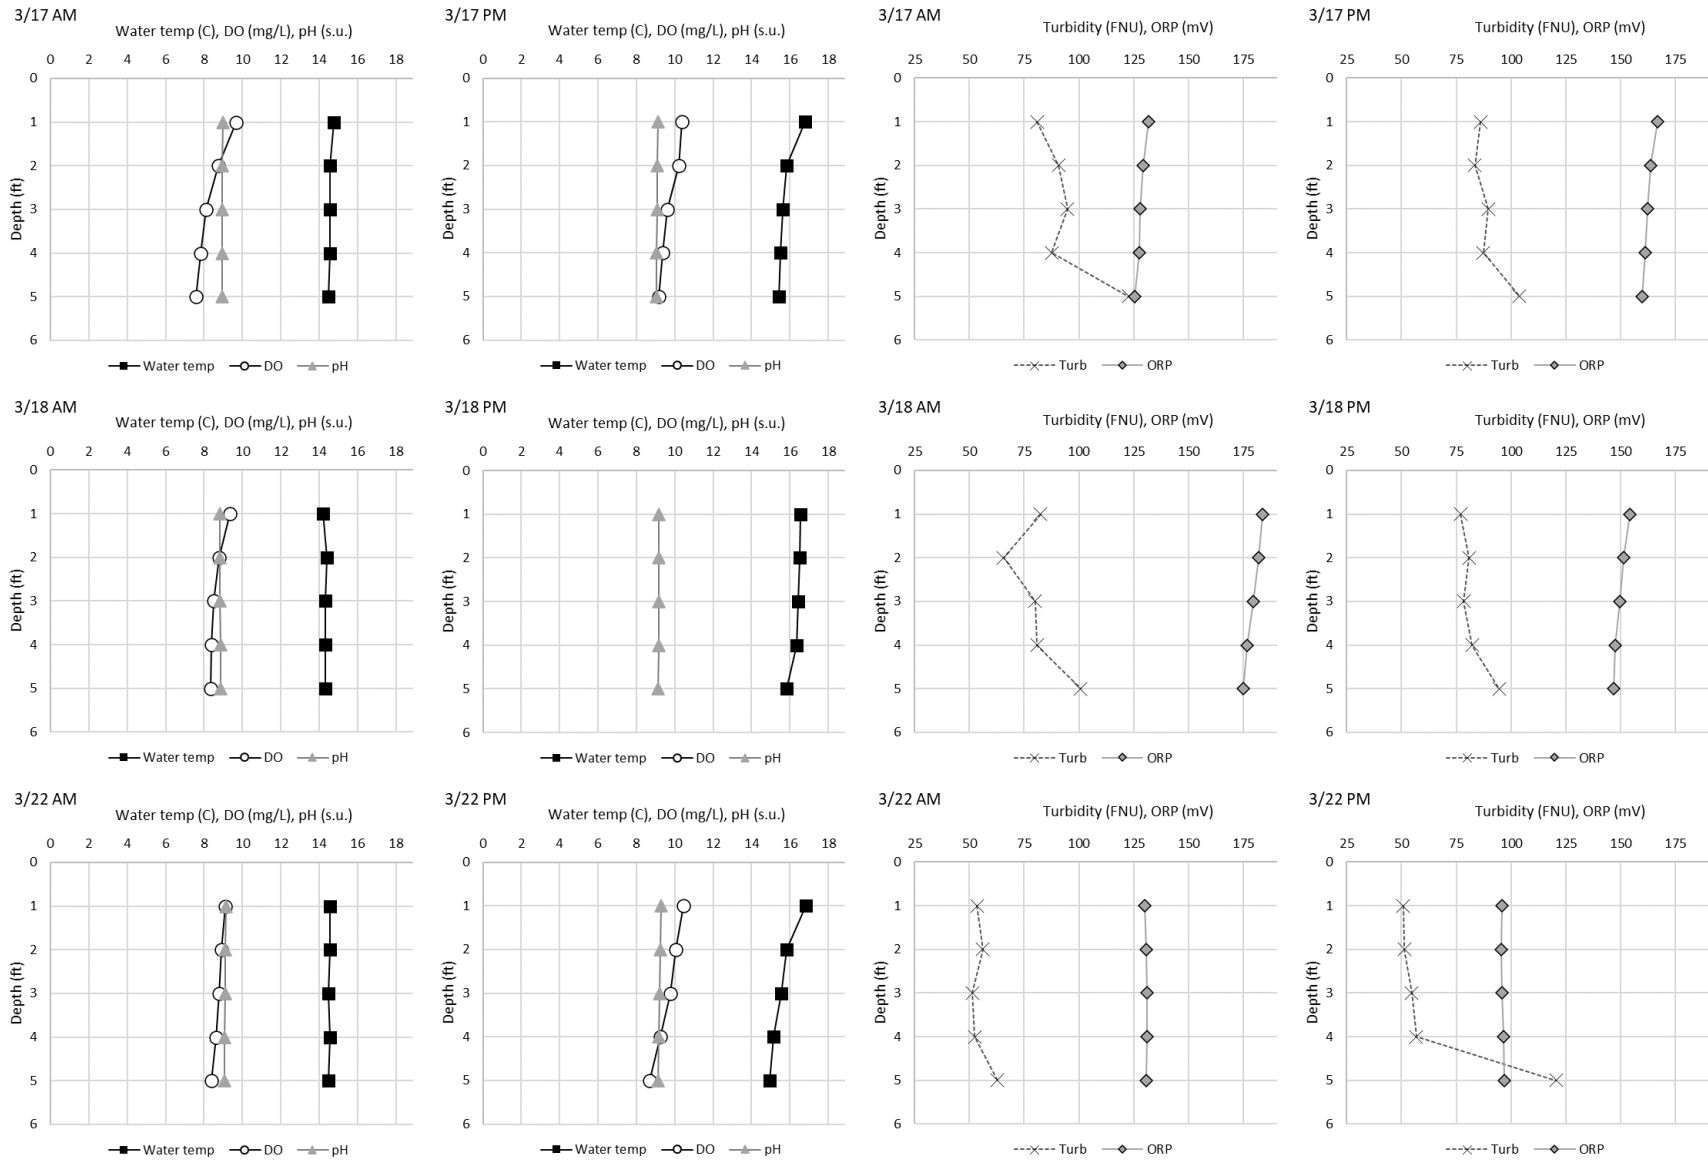 3/17 AM
Water temp (C), DO (mg/L), pH (s.u.)
0 2 4 6 8 10 12 14 16 18
Depth (ft)
0
1
2
3
4
5
6
Water temp DO pH
3/17 PM
Water temp (C), DO (mg/L), pH (s.u.)
0 2 4 6 8 10 12 14 16 18
Depth (ft)
0
1
2
3
4
5
6
Water temp DO pH
3/17 AM
Turbidity (FNU), ORP (mV)
25 50 75 100 125 150 175
Depth (ft)
0
1
2
3
4
5
6
Turb ORP
3/17 PM
Turbidity (FNU), ORP (mV)
25 50 75 100 125 150 175
Depth (ft)
0
1
2
3
4
5
6
Turb ORP
3/18 AM
Water temp (C), DO (mg/L), pH (s.u.)
0 2 4 6 8 10 12 14 16 18
Depth (ft)
0
1
2
3
4
5
6
Water temp DO pH
3/18 PM
Water temp (C), DO (mg/L), pH (s.u.)
0 2 4 6 8 10 12 14 16 18
Depth (ft)
0
1
2
3
4
5
6
Water temp DO pH
3/18 AM
Turbidity (FNU), ORP (mV)
25 50 75 100 125 150 175
Depth (ft)
0
1
2
3
4
5
6
Turb ORP
3/18 PM
Turbidity (FNU), ORP (mV)
25 50 75 100 125 150 175
Depth (ft)
0
1
2
3
4
5
6
Turb ORP
3/22 AM
Water temp (C), DO (mg/L), pH (s.u.)
0 2 4 6 8 10 12 14 16 18
Depth (ft)
0
1
2
3
4
5
6
Water temp DO pH
3/22 PM
Water temp (C), DO (mg/L), pH (s.u.)
0 2 4 6 8 10 12 14 16 18
Depth (ft)
0
1
2
3
4
5
6
Water temp DO pH
3/22 AM
Turbidity (FNU), ORP (mV)
25 50 75 100 125 150 175
Depth (ft)
0
1
2
3
4
5
6
Turb ORP
3/22 PM
Turbidity (FNU), ORP (mV)
25 50 75 100 125 150 175
Depth (ft)
0
1
2
3
4
5
6
Turb ORP